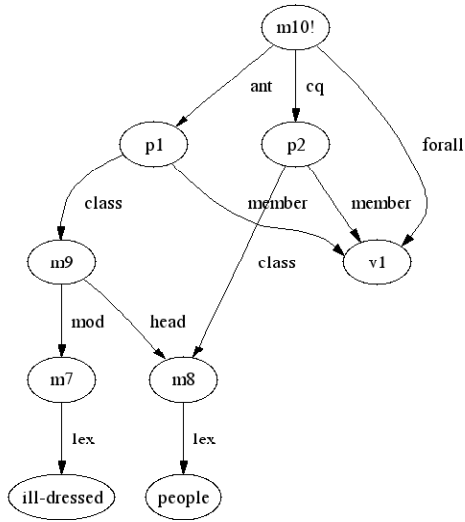 m10!
ant
cq
p1
p2
forall
class
member
member
m9
class
v1
mod
head
m7
m8
lex
lex
ill-dressed
people